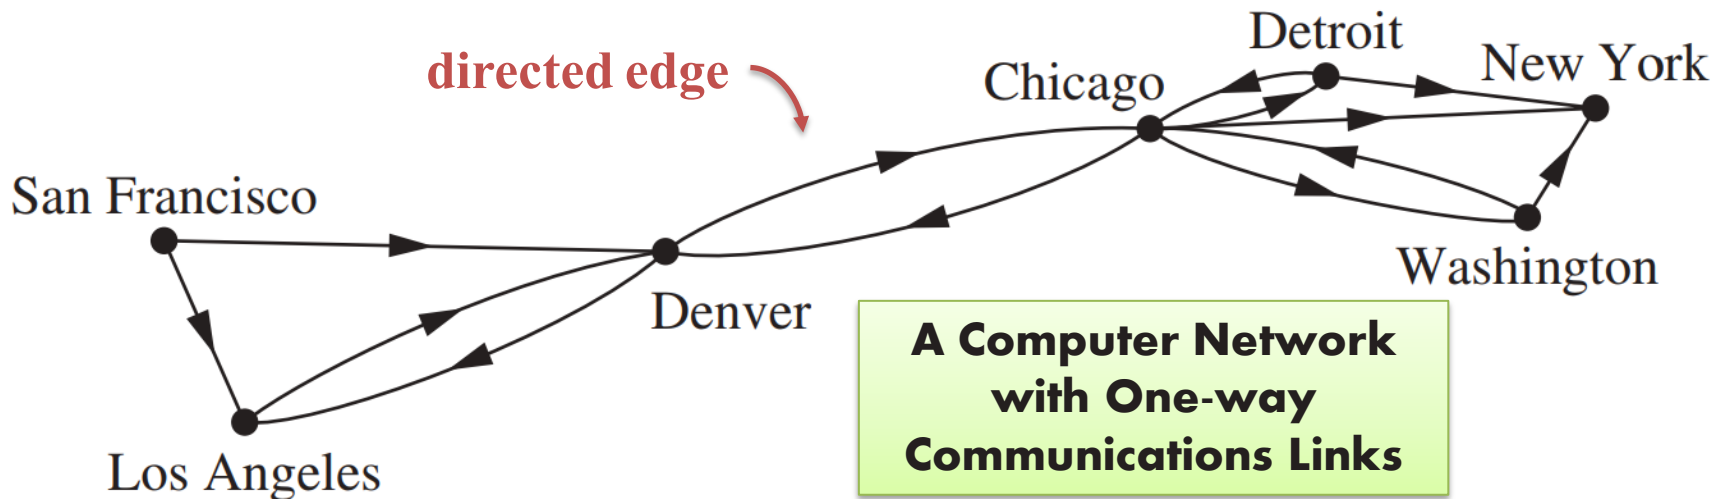 Detroit
New York
directed edge
Chicago
San Francisco
Washington
Denver
A Computer Network
with One-way
Communications Links
Los Angeles